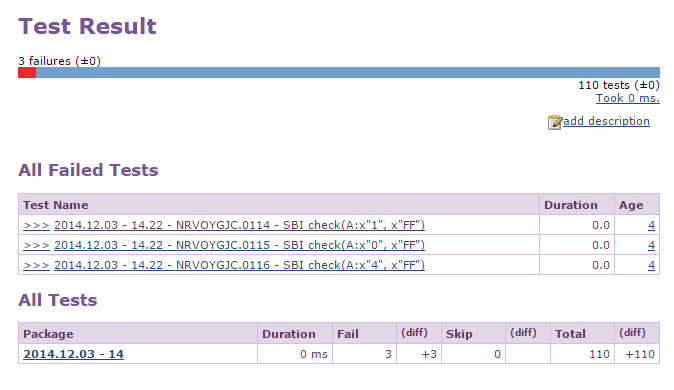 Test Result
3 failures (±0)
110 tests (±0)
Took 0 ms.
add description
All Failed Tests
Test Name Duration Age
>>> 2014.12.03 - 14.22 - NRVOYGJC.0114 - SBI check(A:x"1", x"FF") 0.0 4
>>> 2014.12.03 - 14.22 - NRVOYGJC.0115 - SBI check(A:x"0", x"FF") 0.0 4
>>> 2014.12.03 - 14.22 - NRVOYGJC.0116 - SBI check(A:x"4", x"FF") 0.0 4
All Tests
Package Duration Fail (diff) Skip (diff) Total (diff)
2014.12.03 - 14 0 ms 3 +3 0 110 +110